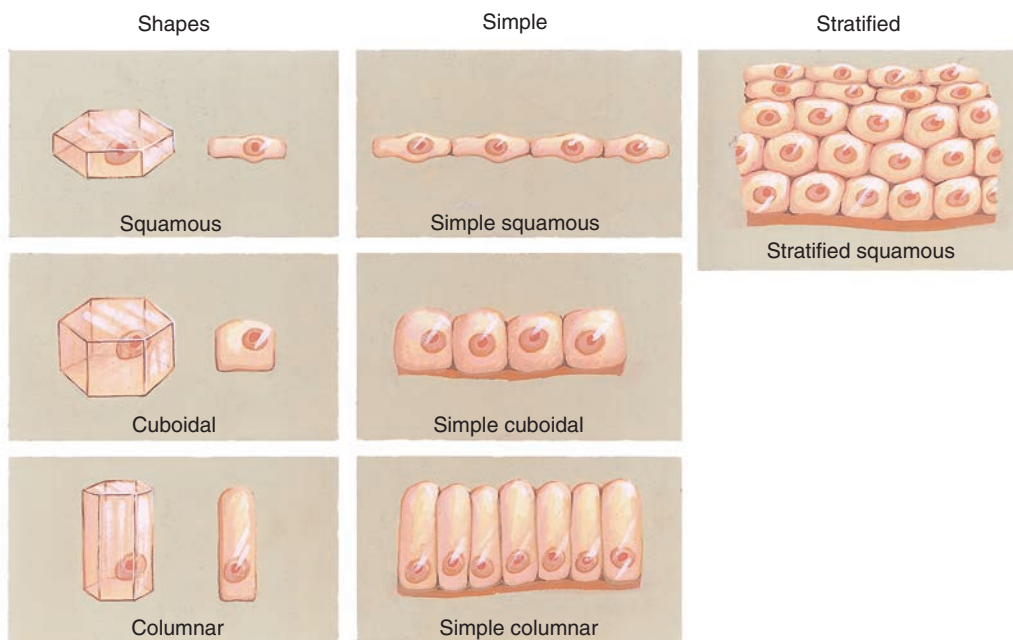 Shapes
Simple
Stratified
Squamous
Simple squamous
Stratified squamous
Cuboidal
Simple cuboidal
Columnar
Simple columnar